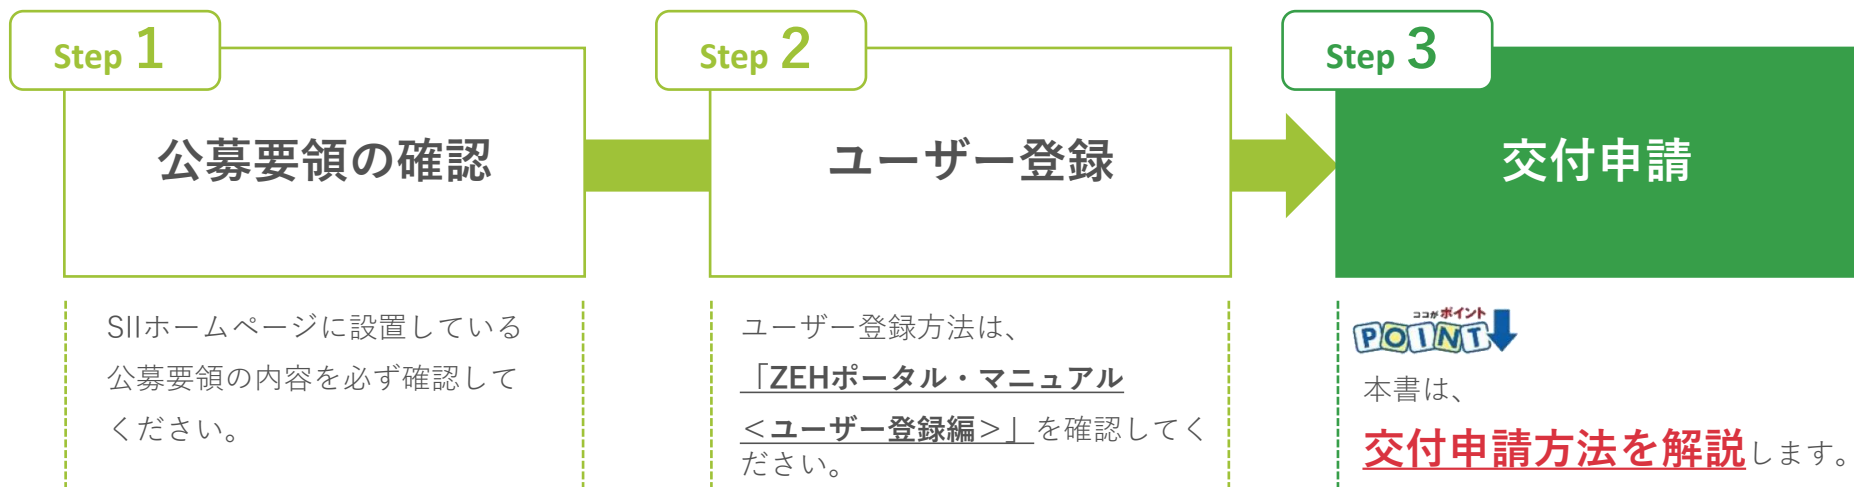 Step 1
公募要領の確認
SIIホームページに設置している
公募要領の内容を必ず確認して
ください。
Step 2
ユーザー登録
ユーザー登録方法は、
「ZEHポータル・マニュアル
＜ユーザー登録編＞」を確認してく
ださい。
Step 3
交付申請
ココがポイント
POINT
本書は、
交付申請方法を解説します。